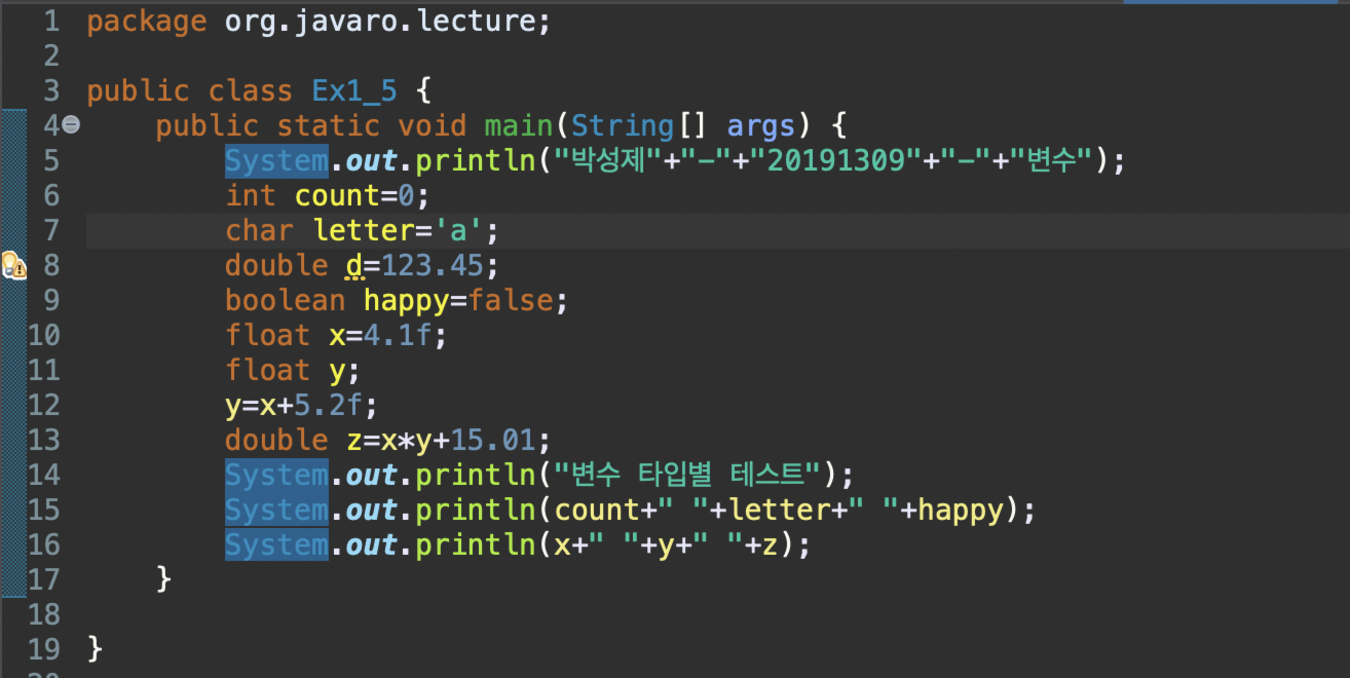 1 package org.javaro.lecture;
2
3 public class Ex1_5 {
4 public static void main(String[] args) {
5 System.out.println("박성제"+"-"+"20191309"+"-"+"변수");
6 int count=0;
7 char letter='a';
8 double d=123.45;
9 boolean happy=false;
10 float x=4.1f;
11 float y;
12 y=x+5.2f;
13 double z=x*y+15.01;
14 System.out.println("변수 타입별 테스트");
15 System.out.println(count+" "+letter+" "+happy);
16 System.out.println(x+" "+y+" "+z);
17 }
18
19 }